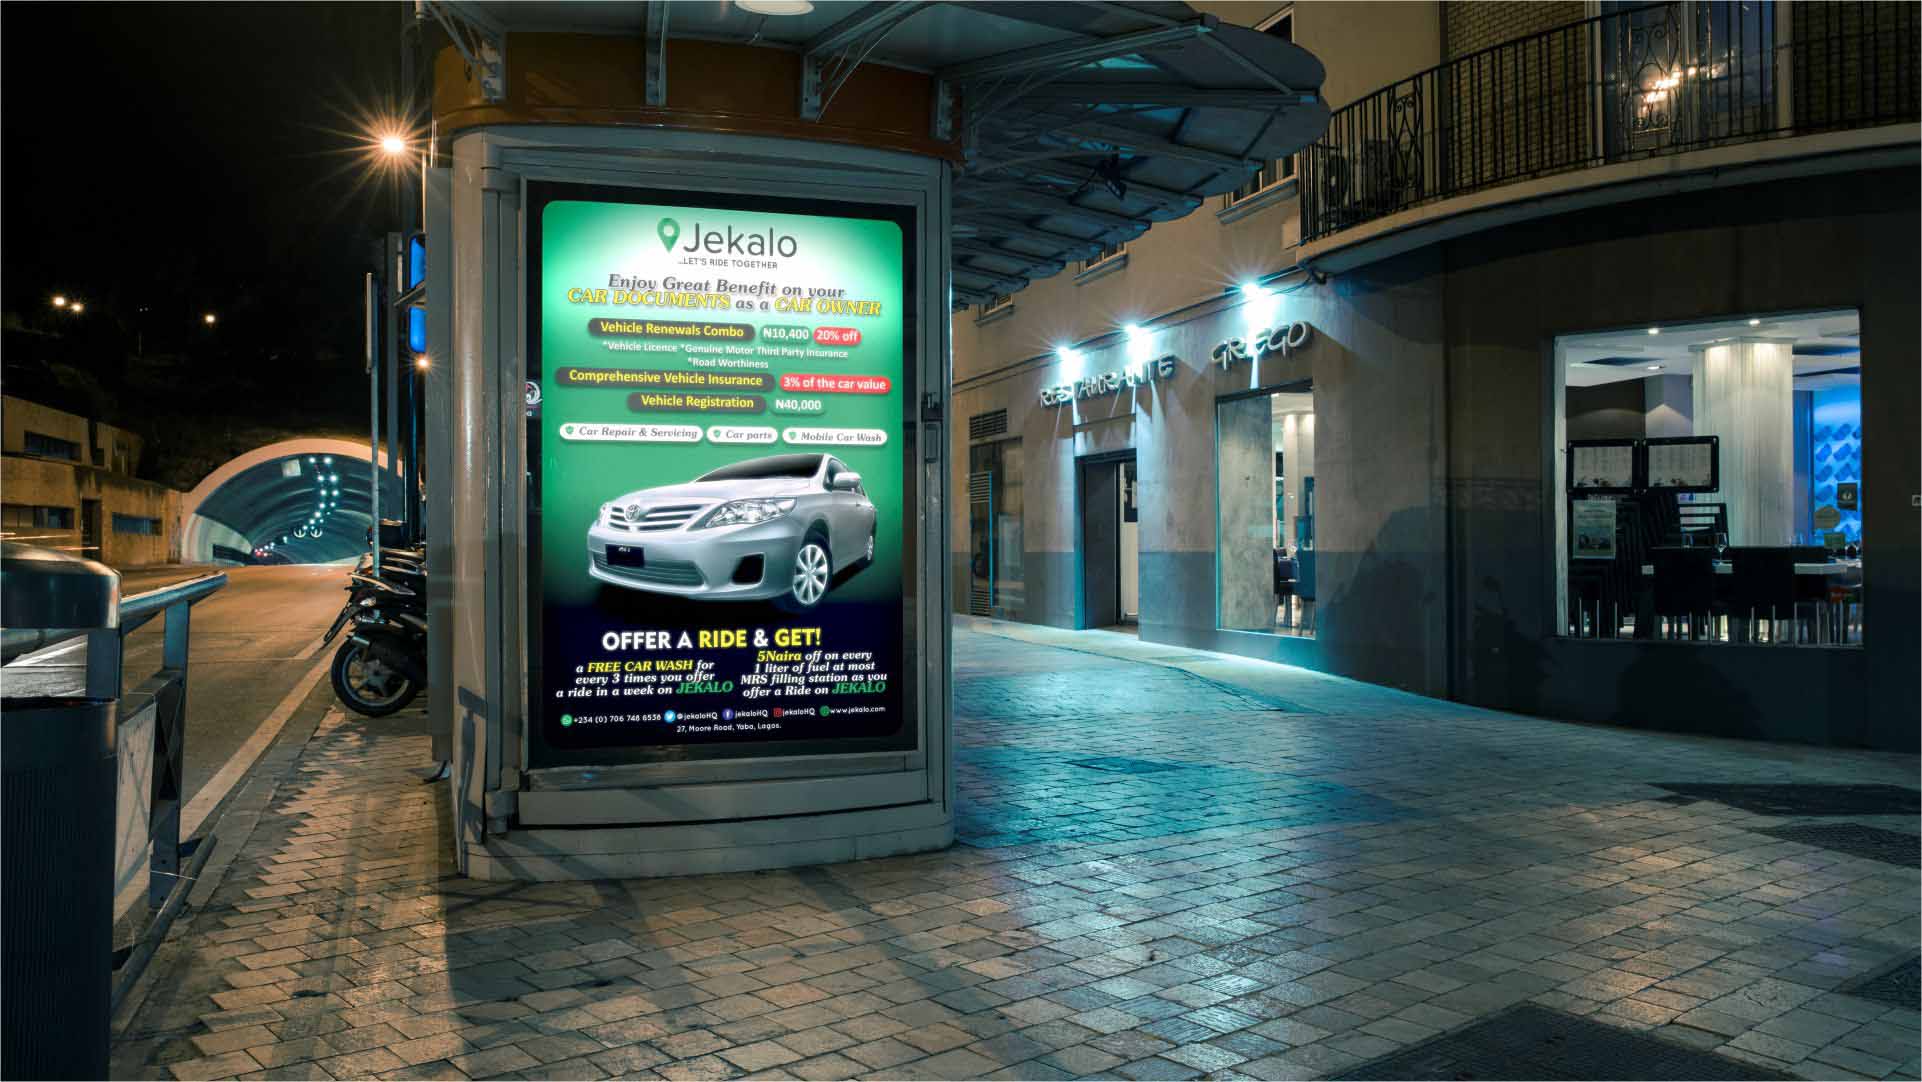 Jekalo
...LET'S RIDE TOGETHER
Enjoy Great Benefit on your
CAR DOCUMENTS as a CAR OWNER
Vehicle Renewals Combo N10,400 20% off
*Vehicle Licence *Genuine Motor Third Party Insurance
*Road Worthiness
Comprehensive Vehicle Insurance 3% of the car value
Vehicle Registration N40,000
Car Repair & Servicing Car parts Mobile Car Wash
OFFER A RIDE & GET!
a FREE CAR WASH for
every 3 times you offer
a ride in a week on JEKALO
5Naira off on every
1 liter of fuel at most
MRS filling station as you
offer a Ride on JEKALO
+234 (0) 706 748 6536 @jekaloHQ jekaloHQ jekaloHQ www.jekalo.com
27, Moore Road, Yaba, Lagos.
RESTAURANTE GRIEGO